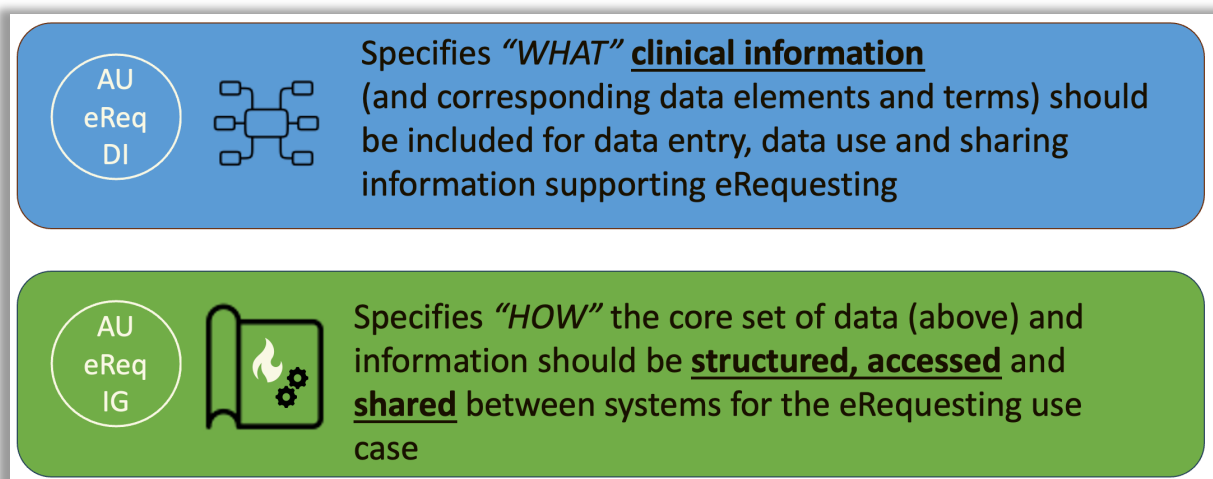 AU
eReq
DI
Specifies “WHAT” clinical information
(and corresponding data elements and terms) should
be included for data entry, data use and sharing
information supporting eRequesting
AU
eReq
IG
Specifies “HOW” the core set of data (above) and
information should be structured, accessed and
shared between systems for the eRequesting use
case